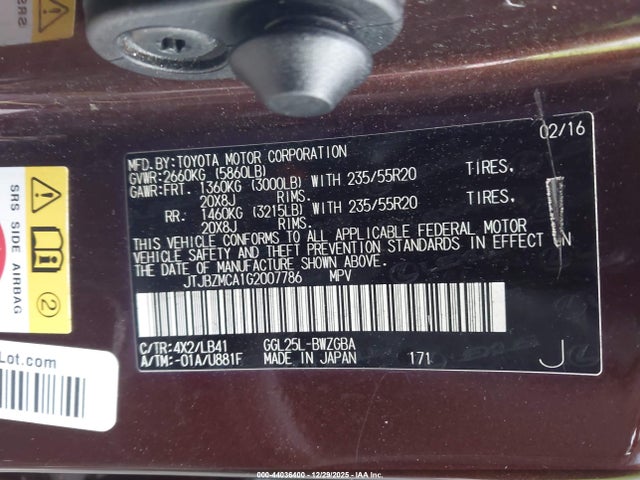 02/16
MFD.BY:TOYOTA MOTOR CORPORATION
GVWR:2660KG (5860LB)
GAWR:FRT. 1360KG (3000LB) WITH 235/55R20 TIRES,
20X8J RIMS.
RR. 1460KG (3215LB) WITH 235/55R20 TIRES,
20X8J RIMS.
THIS VEHICLE CONFORMS TO ALL APPLICABLE FEDERAL MOTOR
VEHICLE SAFETY AND THEFT PREVENTION STANDARDS IN EFFECT ON
THE DATE OF MANUFACTURE SHOWN ABOVE.
JTJBZMCA1G2007786 MPV
C/TR:4X2/LB41 GGL25L-BWZGBA
A/TM:-01A/U881F MADE IN JAPAN 171 J
SRS SIDE AIRBAG
2
Lot.com
SRS
000-44036400 - 12/29/2025 - IAA INC.